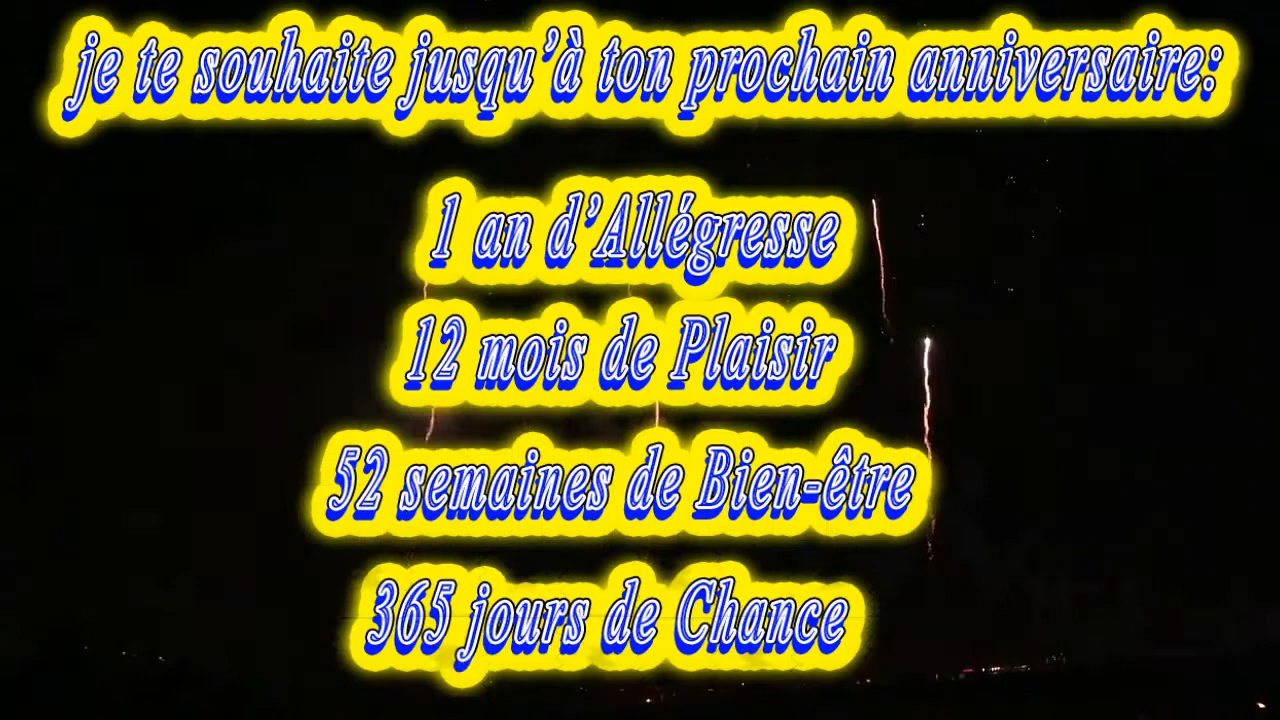 je te souhaite jusqu'à ton prochain anniversaire:
1 an d'Allégresse
12 mois de Plaisir
52 semaines de Bien-être
365 jours de Chance